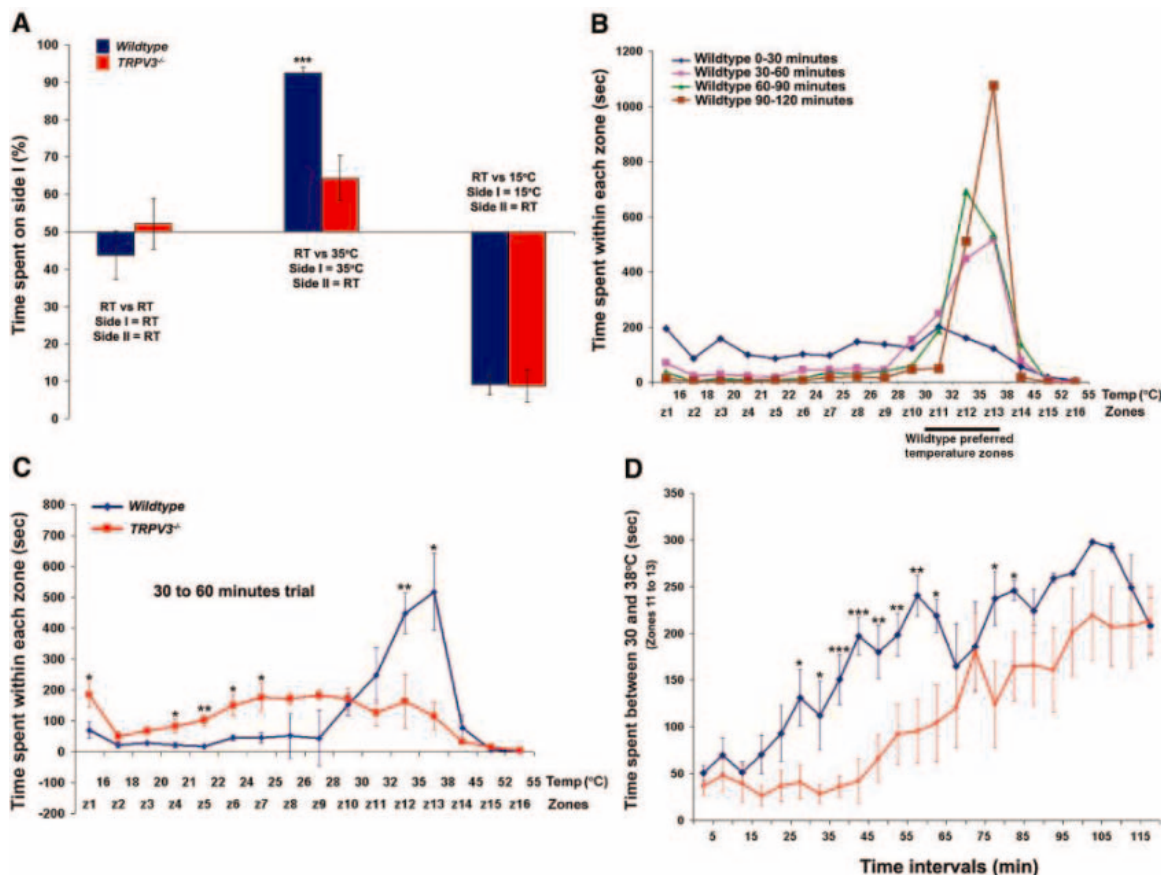 A
Wildtype
TRPV3-/-
Time spent on side I (%)
100
90
80
70
60
50
40
30
20
10
0
***
RT vs RT
Side I = RT
Side II = RT
RT vs 35°C
Side I = 35°C
Side II = RT
RT vs 15°C
Side I = 15°C
Side II = RT
B
Wildtype 0-30 minutes
Wildtype 30-60 minutes
Wildtype 60-90 minutes
Wildtype 90-120 minutes
Time spent within each zone (sec)
1200
1000
800
600
400
200
0
16 18 20 21 22 24 25 26 28 30 32 35 38 45 52 55 Temp (°C)
z1 z2 z3 z4 z5 z6 z7 z8 z9 z10 z11 z12 z13 z14 z15 z16 Zones
Wildtype preferred
temperature zones
C
Wildtype
TRPV3-/-
30 to 60 minutes trial
Time spent within each zone (sec)
800
700
600
500
400
300
200
100
0
-100
-200
* * ** * * ** *
16 18 20 21 22 24 25 26 28 30 32 35 38 45 52 55 Temp (°C)
z1 z2 z3 z4 z5 z6 z7 z8 z9 z10 z11 z12 z13 z14 z15 z16 Zones
D
Time spent between 30 and 38°C (sec)
(Zones 11 to 13)
350
300
250
200
150
100
50
0
* * *** *** ** ** ** * * *
5 15 25 35 45 55 65 75 85 95 105 115
Time intervals (min)